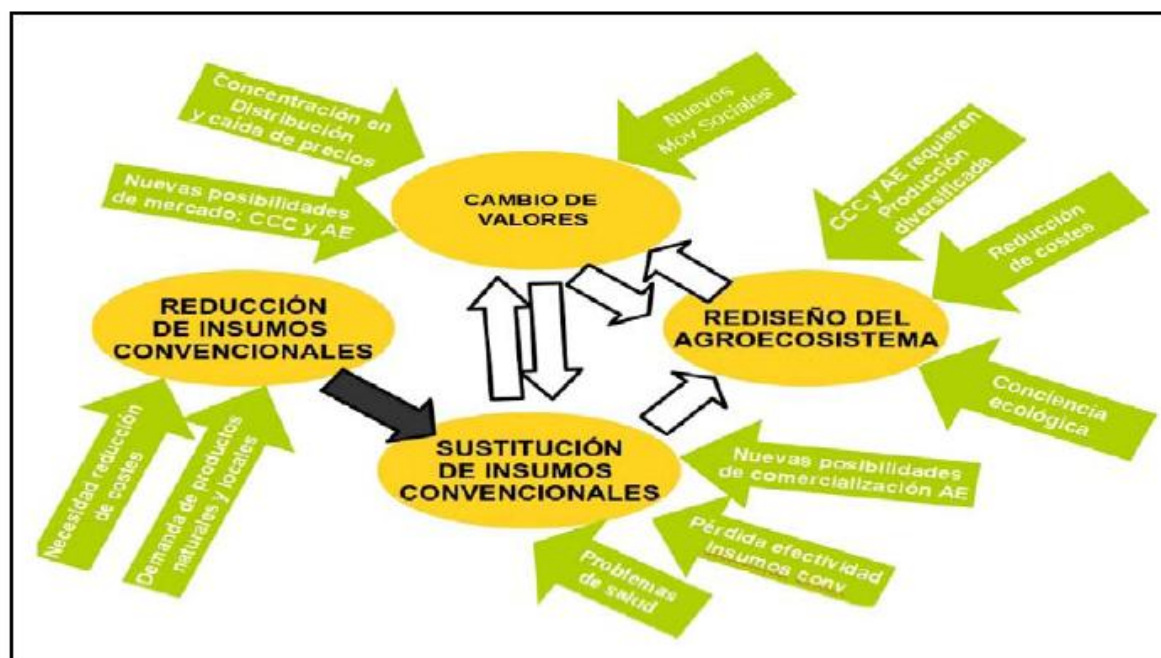 Concentración en
Distribución
y caida de precios
Nuevos
Mov Sociales
Nuevas posibilidades
de mercado: CCC y AE
CAMBIO DE
VALORES
CCC y AE requieren
Producción
diversificada
Reducción
de costes
REDUCCIÓN
DE INSUMOS
CONVENCIONALES
REDISEÑO DEL
AGROECOSISTEMA
Conciencia
ecológica
Necesidad reducción
de costes
Demanda de productos
naturales y locales
SUSTITUCIÓN
DE INSUMOS
CONVENCIONALES
Nuevas posibilidades
de comercialización AE
Pérdida efectividad
insumos conv
Problemas
de salud